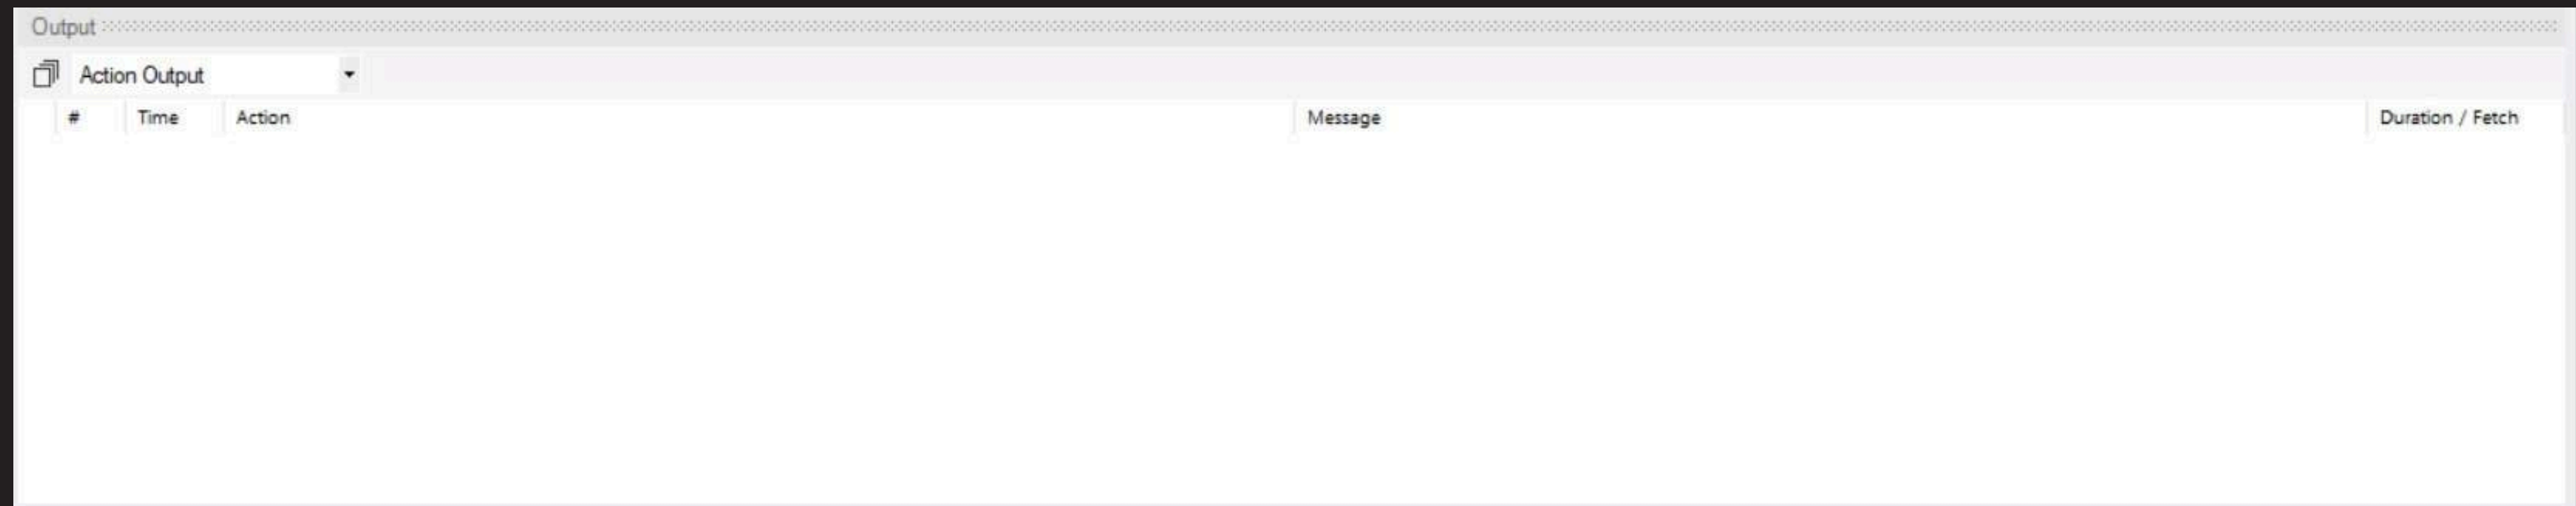 Output
Action Output
# Time Action Message Duration / Fetch